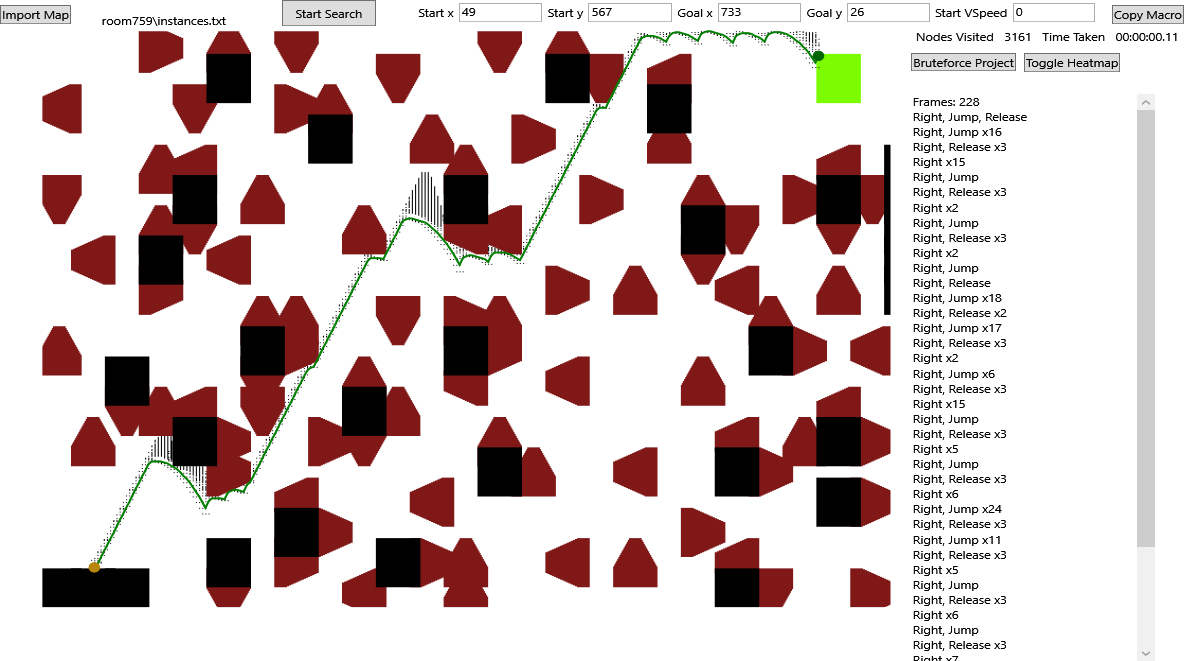 Import Map room759\instances.txt Start Search Start x 49 Start y 567 Goal x 733 Goal y 26 Start VSpeed 0 Copy Macro
Nodes Visited 3161 Time Taken 00:00:00.11
Bruteforce Project Toggle Heatmap
Frames: 228
Right, Jump, Release
Right, Jump x16
Right, Release x3
Right x15
Right, Jump
Right, Release x3
Right x2
Right, Jump
Right, Release x3
Right x2
Right, Jump
Right, Release
Right, Jump x18
Right, Release x2
Right, Jump x17
Right, Release x3
Right x2
Right, Jump x6
Right, Release x3
Right x15
Right, Jump
Right, Release x3
Right x5
Right, Jump
Right, Release x3
Right x6
Right, Jump x24
Right, Release x3
Right, Jump x11
Right, Release x3
Right x5
Right, Jump
Right, Release x3
Right x6
Right, Jump
Right, Release x3
Right x7